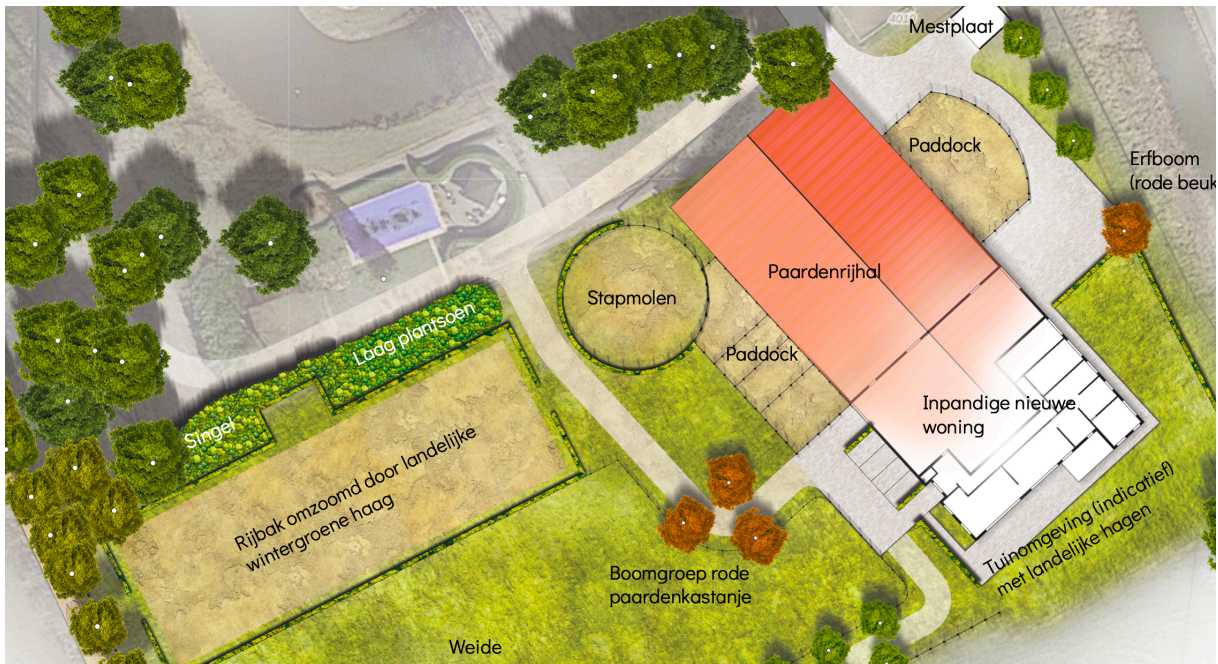 401
Mestplaat
Paddock
Erfboom
(rode beuk
Paardenrijhal
Stapmolen
Laag plantsoen
Paddock
Singel
Inpandige nieuwe
woning
Rijbak omzoomd door landelijke
wintergroene haag
Tuinomgeving (indicatief)
met landelijke hagen
Boomgroep rode
paardenkastanje
Weide